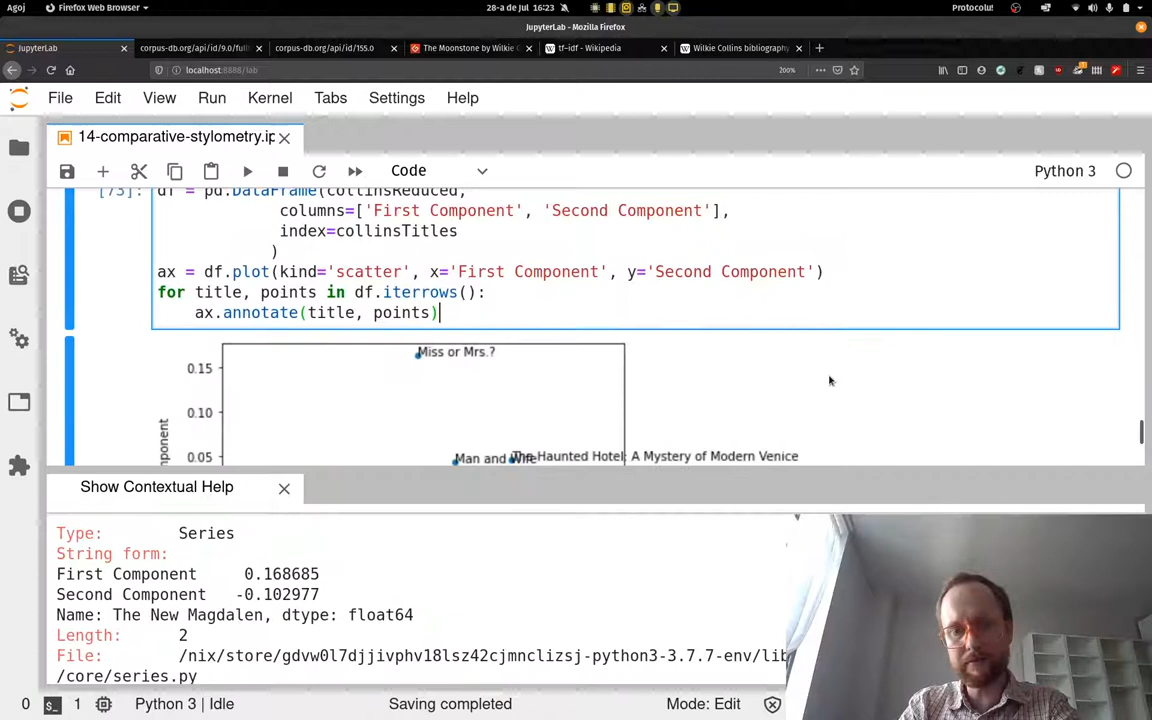 Agoj
Firefox Web Browser
28-a de Jul 16:23
Protocolu!
JupyterLab - Mozilla Firefox
JupyterLab
corpus-db.org/api/id/9.0/full
corpus-db.org/api/id/155.0
The Moonstone by Wilkie C
tf-idf - Wikipedia
Wilkie Collins bibliography
localhost:8888/lab
200%
File Edit View Run Kernel Tabs Settings Help
14-comparative-stylometry.ip
Code
Python 3
[73]: df = pd.DataFrame(collinsReduced,
columns=['First Component', 'Second Component'],
index=collinsTitles
)
ax = df.plot(kind='scatter', x='First Component', y='Second Component')
for title, points in df.iterrows():
ax.annotate(title, points)
Miss or Mrs.?
0.15
0.10
0.05
mponent
Man and Wife
The Haunted Hotel: A Mystery of Modern Venice
Show Contextual Help
Type: Series
String form:
First Component 0.168685
Second Component -0.102977
Name: The New Magdalen, dtype: float64
Length: 2
File: /nix/store/gdvw0l7djjivphv18lsz42cjmnclizsj-python3-3.7.7-env/lib
/core/series.py
0 1 Python 3 | Idle
Saving completed
Mode: Edit